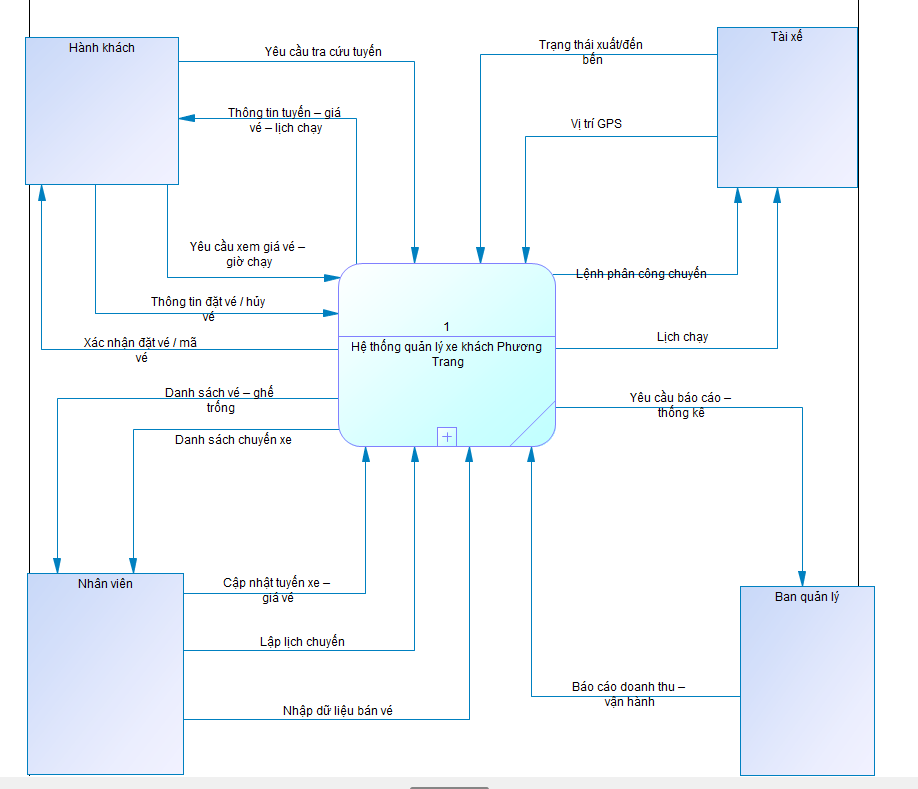 Hành khách
Tài xế
Yêu cầu tra cứu tuyến
Trạng thái xuất/đến
bến
Thông tin tuyến – giá
vé – lịch chạy
Vị trí GPS
Yêu cầu xem giá vé –
giờ chạy
Lệnh phân công chuyến
Thông tin đặt vé / hủy
vé
Xác nhận đặt vé / mã
vé
1
Hệ thống quản lý xe khách Phương
Trang
Lịch chạy
Danh sách vé – ghế
trống
Danh sách chuyến xe
Yêu cầu báo cáo –
thống kê
Nhân viên
Cập nhật tuyến xe –
giá vé
Ban quản lý
Lập lịch chuyến
Báo cáo doanh thu –
vận hành
Nhập dữ liệu bán vé